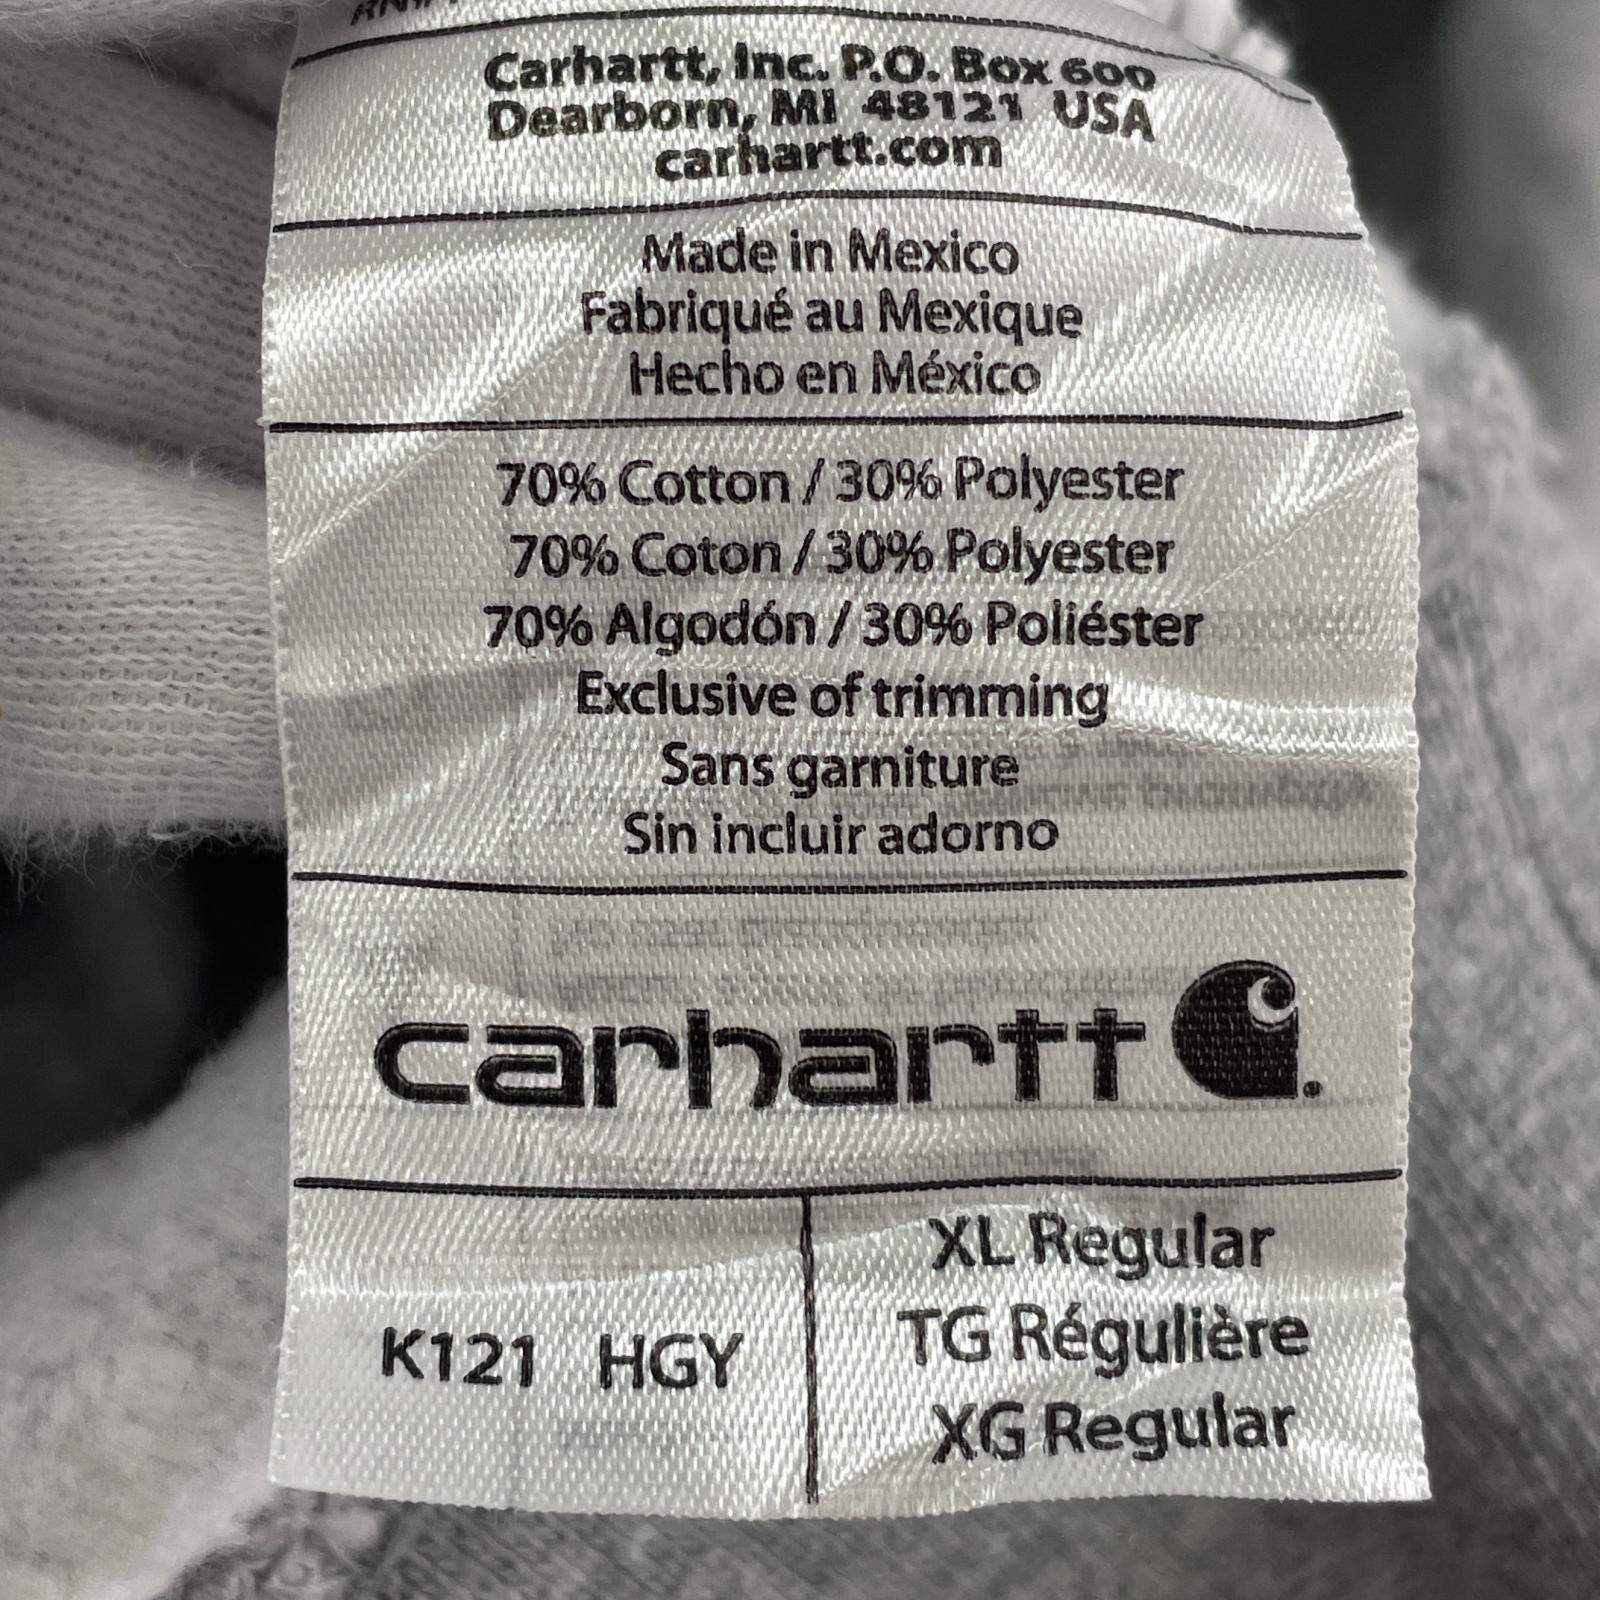 Carhartt, Inc. P.O. Box 600
Dearborn, MI 48121 USA
carhartt.com
Made in Mexico
Fabriqué au Mexique
Hecho en México
70% Cotton / 30% Polyester
70% Coton / 30% Polyester
70% Algodón / 30% Poliéster
Exclusive of trimming
Sans garniture
Sin incluir adorno
carhartt
K121 HGY
XL Regular
TG Régulière
XG Regular